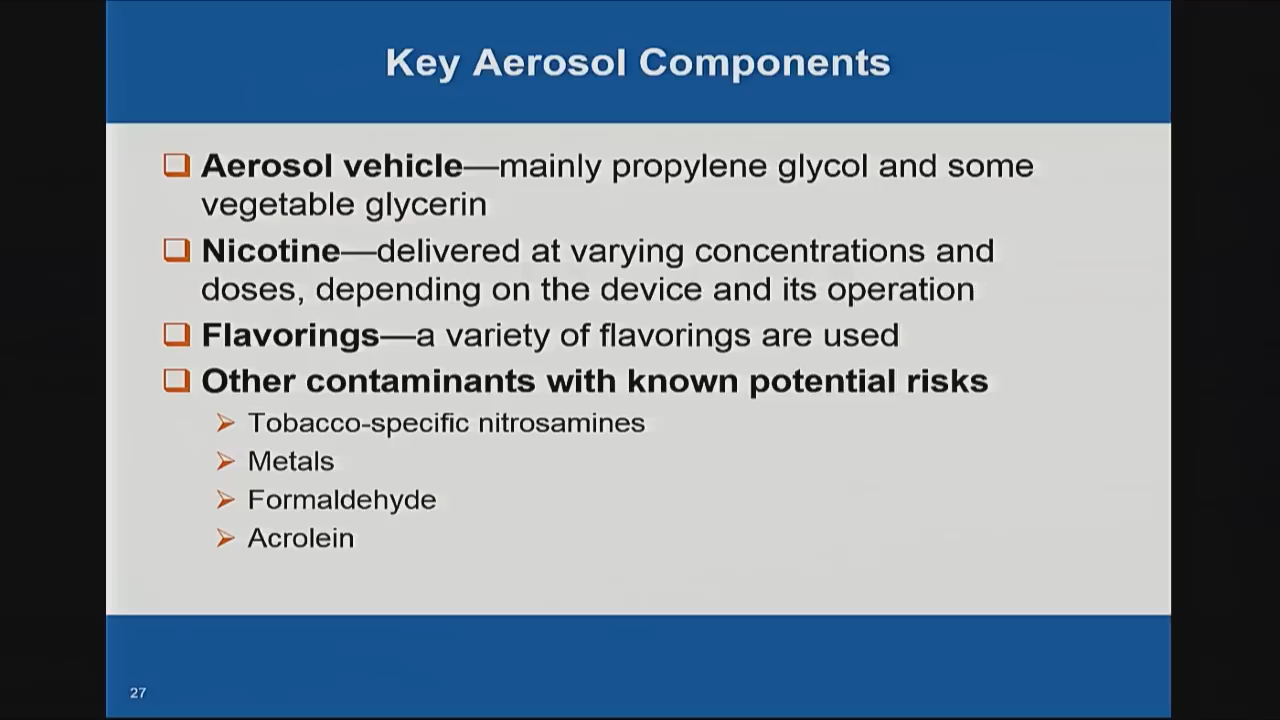 Key Aerosol Components
Aerosol vehicle—mainly propylene glycol and some
vegetable glycerin
Nicotine—delivered at varying concentrations and
doses, depending on the device and its operation
Flavorings—a variety of flavorings are used
Other contaminants with known potential risks
Tobacco-specific nitrosamines
Metals
Formaldehyde
Acrolein
27